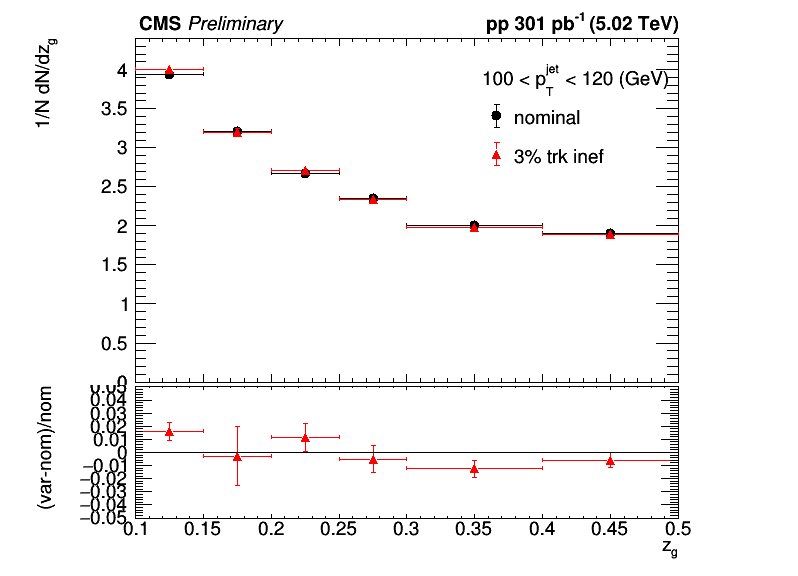 CMS Preliminary pp 301 pb-1 (5.02 TeV)
1/N dN/dzg
4
3.5
3
2.5
2
1.5
1
0.5
0
100 < pTjet < 120 (GeV)
nominal
3% trk inef
(var-nom)/nom
0.05
0.04
0.03
0.02
0.01
0
−0.01
−0.02
−0.03
−0.04
−0.05
0.1 0.15 0.2 0.25 0.3 0.35 0.4 0.45 0.5
zg